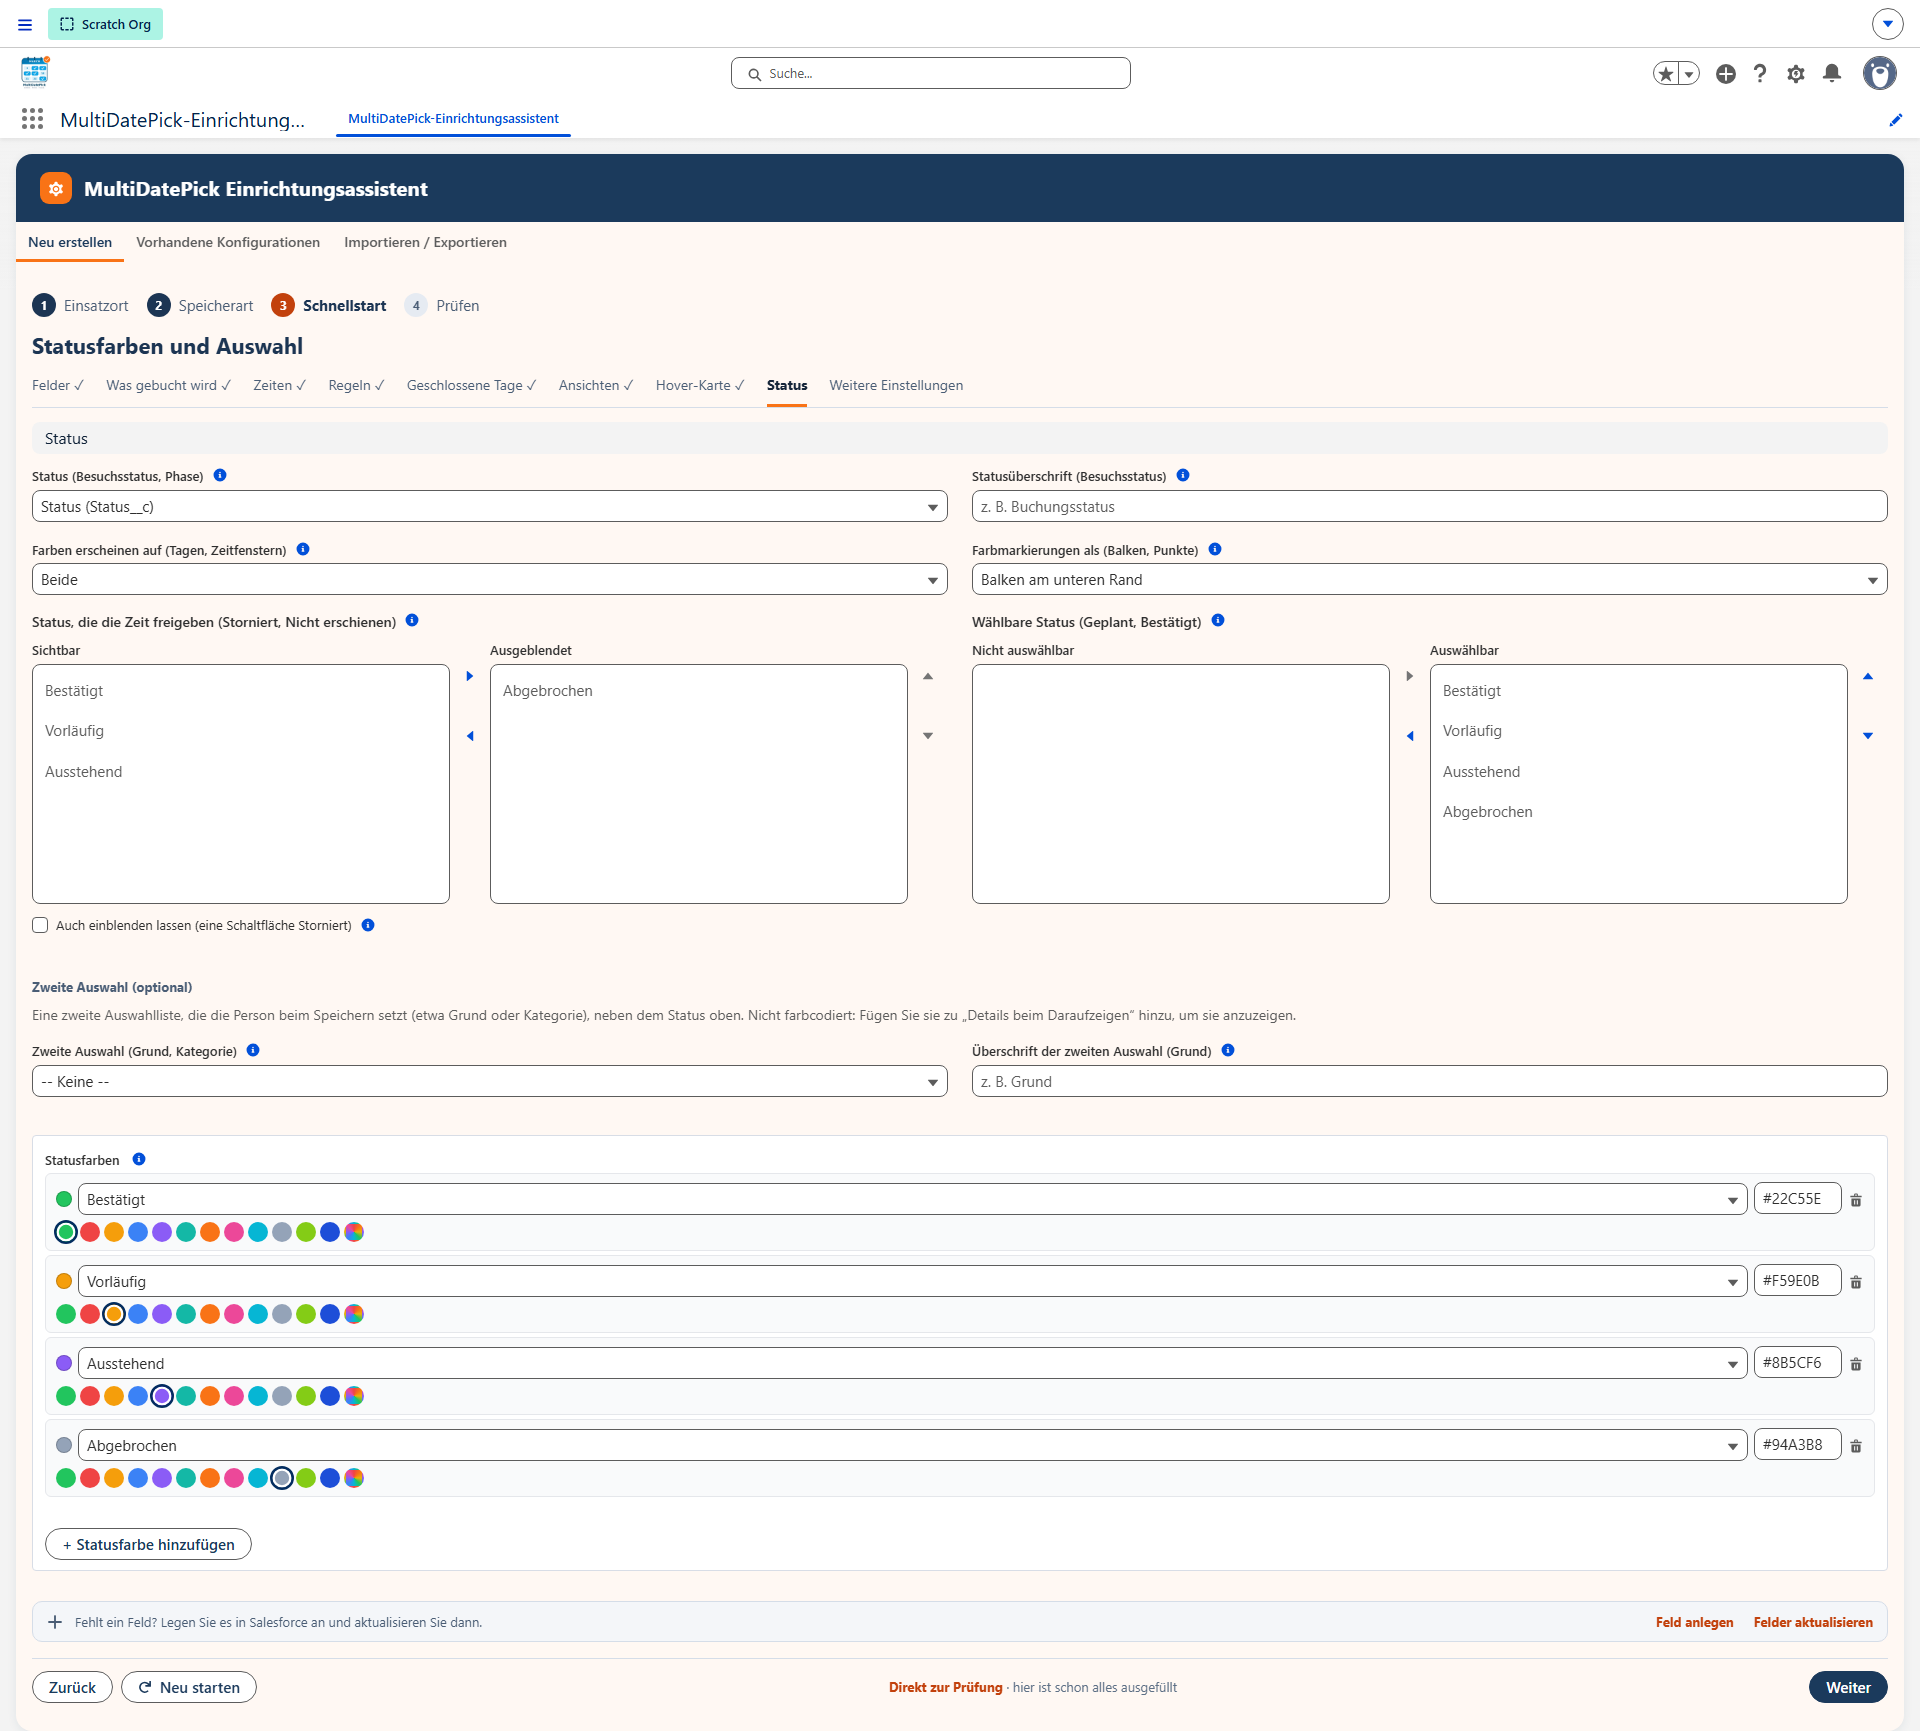 Scratch Org
Suche...
MultiDatePick-Einrichtung...
MultiDatePick-Einrichtungsassistent
MultiDatePick Einrichtungsassistent
Neu erstellen
Vorhandene Konfigurationen
Importieren / Exportieren
1 Einsatzort
2 Speicherart
3 Schnellstart
4 Prüfen
Statusfarben und Auswahl
Felder ✓
Was gebucht wird ✓
Zeiten ✓
Regeln ✓
Geschlossene Tage ✓
Ansichten ✓
Hover-Karte ✓
Status
Weitere Einstellungen
Status
Status (Besuchsstatus, Phase)
Status (Status__c)
Statusüberschrift (Besuchsstatus)
z. B. Buchungsstatus
Farben erscheinen auf (Tagen, Zeitfenstern)
Beide
Farbmarkierungen als (Balken, Punkte)
Balken am unteren Rand
Status, die die Zeit freigeben (Storniert, Nicht erschienen)
Sichtbar
Bestätigt
Vorläufig
Ausstehend
Ausgeblendet
Abgebrochen
Wählbare Status (Geplant, Bestätigt)
Nicht auswählbar
Auswählbar
Bestätigt
Vorläufig
Ausstehend
Abgebrochen
Auch einblenden lassen (eine Schaltfläche Storniert)
Zweite Auswahl (optional)
Eine zweite Auswahlliste, die die Person beim Speichern setzt (etwa Grund oder Kategorie), neben dem Status oben. Nicht farbcodiert: Fügen Sie sie zu „Details beim Daraufzeigen“ hinzu, um sie anzuzeigen.
Zweite Auswahl (Grund, Kategorie)
-- Keine --
Überschrift der zweiten Auswahl (Grund)
z. B. Grund
Statusfarben
Bestätigt
#22C55E
Vorläufig
#F59E0B
Ausstehend
#8B5CF6
Abgebrochen
#94A3B8
+ Statusfarbe hinzufügen
Fehlt ein Feld? Legen Sie es in Salesforce an und aktualisieren Sie dann.
Feld anlegen
Felder aktualisieren
Zurück
Neu starten
Direkt zur Prüfung · hier ist schon alles ausgefüllt
Weiter